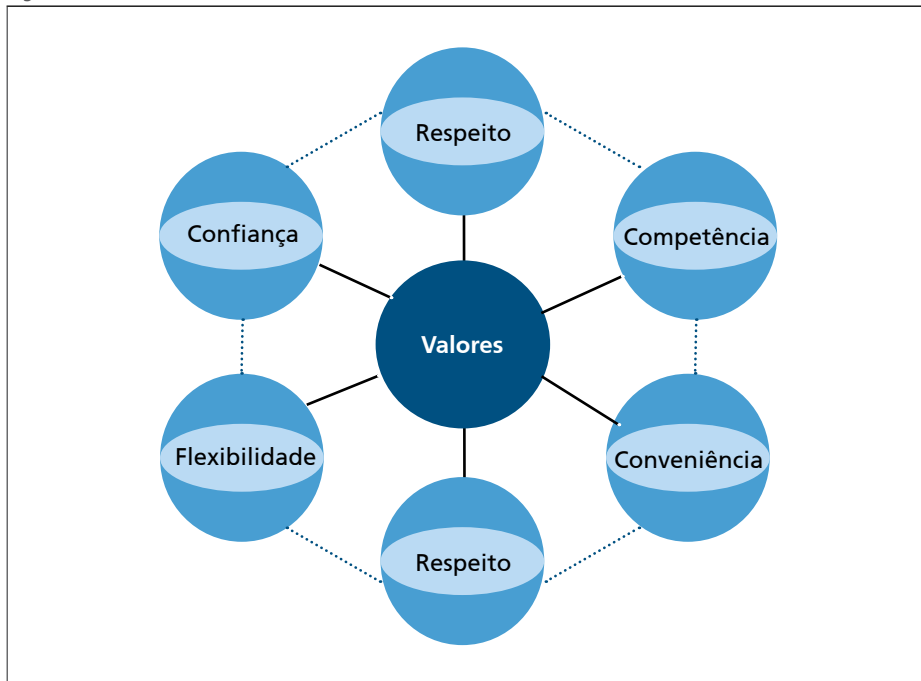 Respeito
Confiança
Competência
Valores
Flexibilidade
Conveniência
Respeito